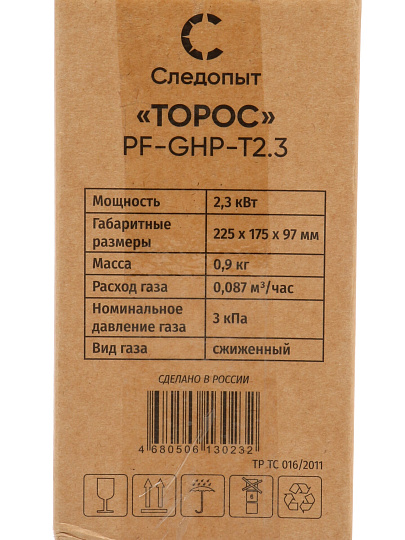 Следопыт
«ТОРОС»
PF-GHP-T2.3
Мощность 2,3 кВт
Габаритные размеры 225 x 175 x 97 мм
Масса 0,9 кг
Расход газа 0,087 м³/час
Номинальное давление газа 3 кПа
Вид газа сжиженный
СДЕЛАНО В РОССИИ
4 680506 130232
ТР ТС 016/2011